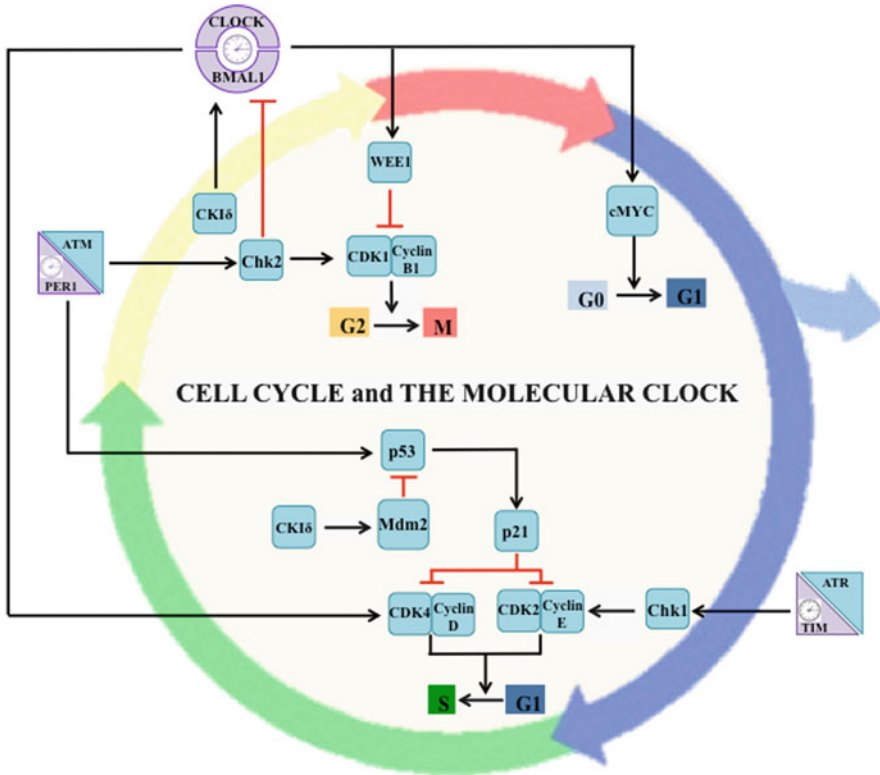 CLOCK
BMAL1
WEE1
cMYC
CKIδ
ATM
PER1
Chk2
CDK1
Cyclin
B1
G0
G1
G2
M
CELL CYCLE and THE MOLECULAR CLOCK
p53
CKIδ
Mdm2
p21
CDK4
Cyclin
D
CDK2
Cyclin
E
Chk1
ATR
TIM
S
G1